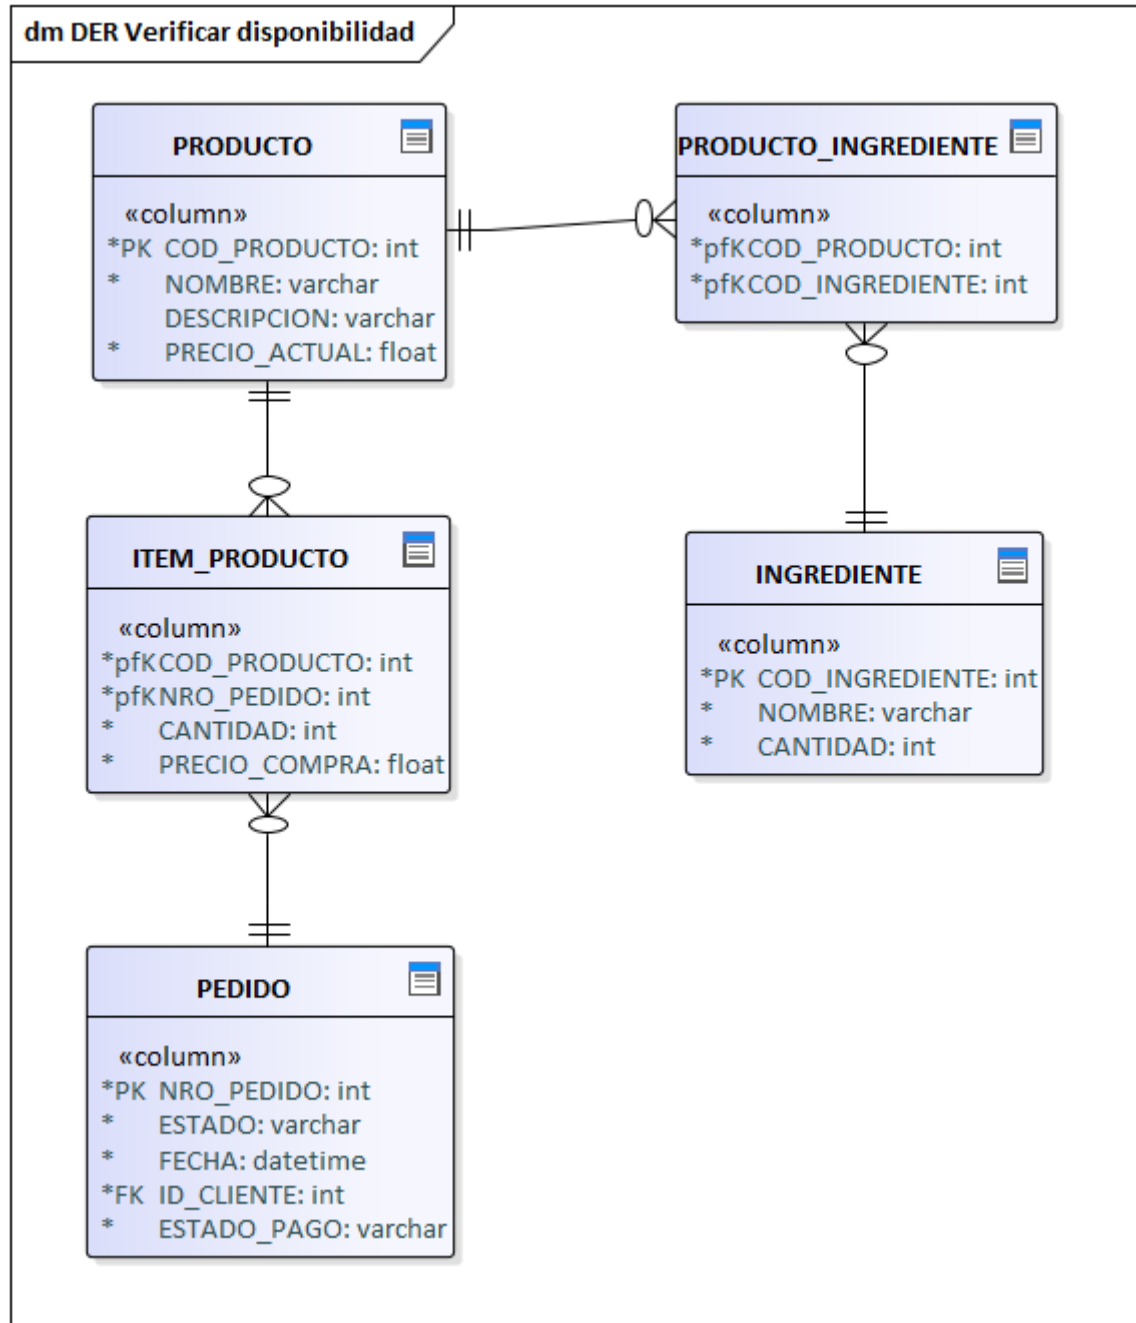 dm DER Verificar disponibilidad
PRODUCTO
«column»
*PK COD_PRODUCTO: int
* NOMBRE: varchar
DESCRIPCION: varchar
* PRECIO_ACTUAL: float
PRODUCTO_INGREDIENTE
«column»
*pfK COD_PRODUCTO: int
*pfK COD_INGREDIENTE: int
ITEM_PRODUCTO
«column»
*pfK COD_PRODUCTO: int
*pfK NRO_PEDIDO: int
* CANTIDAD: int
* PRECIO_COMPRA: float
INGREDIENTE
«column»
*PK COD_INGREDIENTE: int
* NOMBRE: varchar
* CANTIDAD: int
PEDIDO
«column»
*PK NRO_PEDIDO: int
* ESTADO: varchar
* FECHA: datetime
*FK ID_CLIENTE: int
* ESTADO_PAGO: varchar